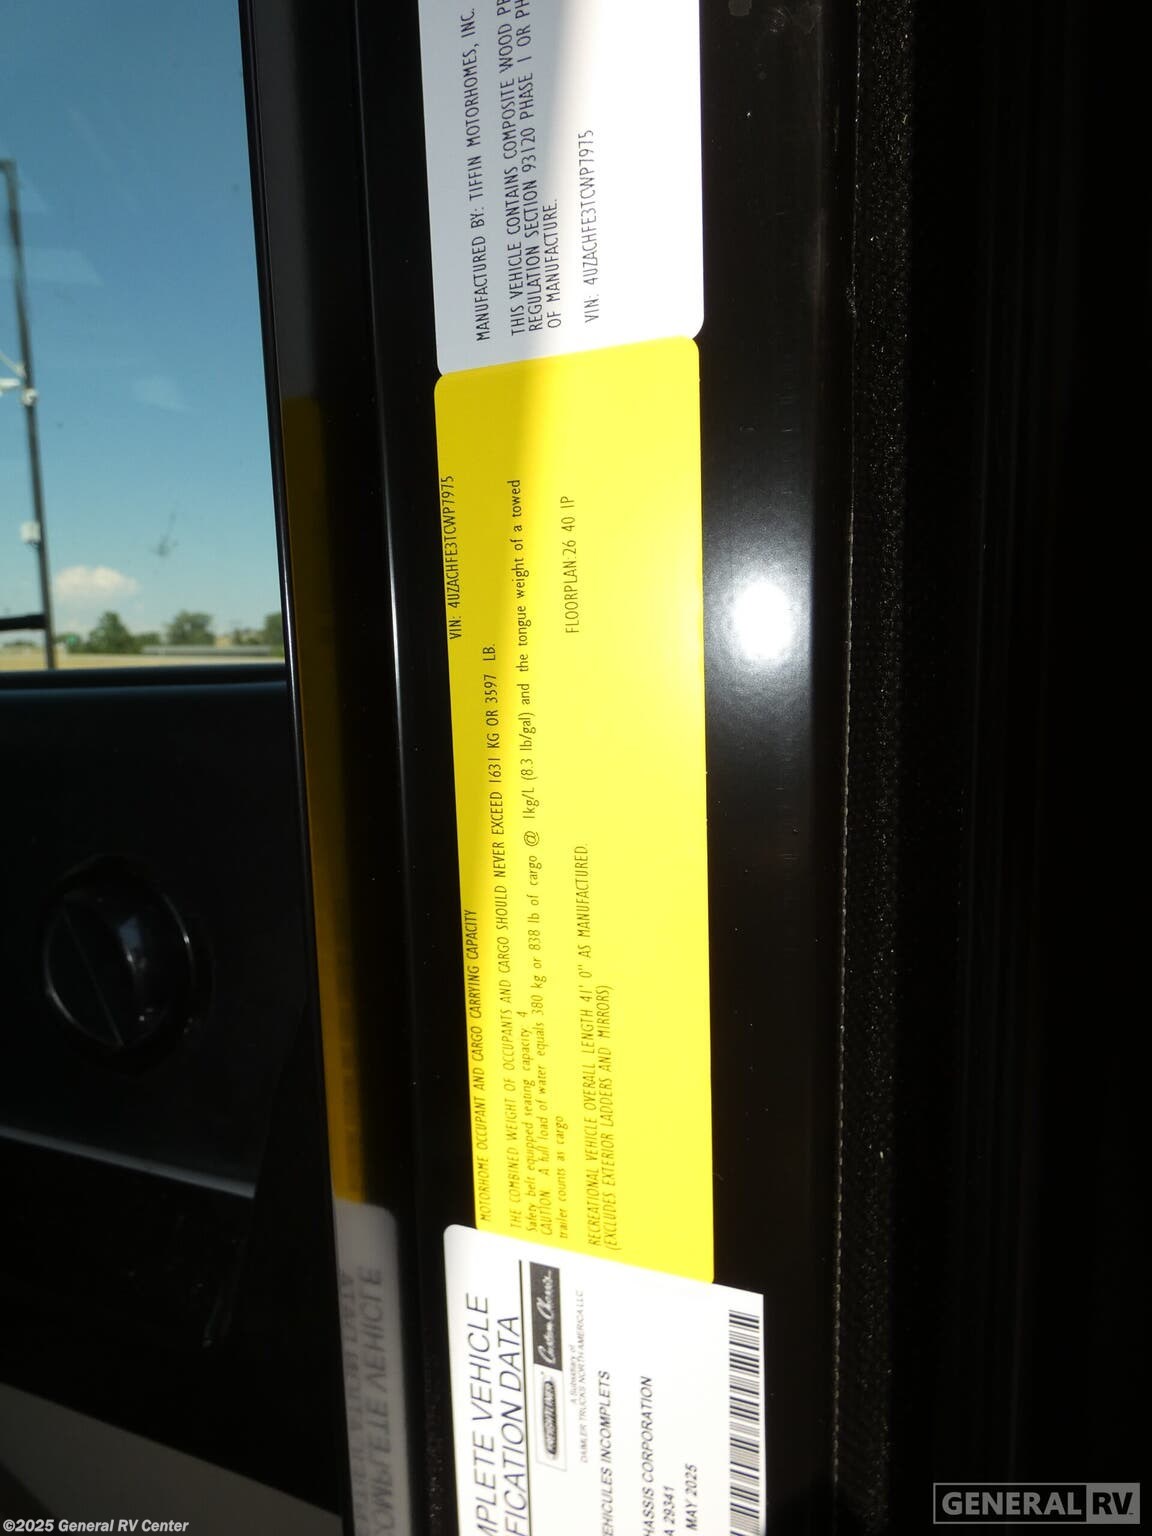 MANUFACTURED BY: TIFFIN MOTORHOMES, INC.
THIS VEHICLE CONTAINS COMPOSITE WOOD
REGULATION SECTION 93120 PHASE 1 OR
OF MANUFACTURE.
VIN: 4UZACHFE3TCWP7975
MOTORHOME OCCUPANT AND CARGO CARRYING CAPACITY VIN: 4UZACHFE3TCWP7975
THE COMBINED WEIGHT OF OCCUPANTS AND CARGO SHOULD NEVER EXCEED 1631 KG OR 3597 LB.
Safety belt equipped seating capacity 4
CAUTION A full load of water equals 380 kg or 838 lb of cargo @ 1kg/L (8.3 lb/gal) and the tongue weight of a towed
trailer counts as cargo
FLOORPLAN:26 40 IP
RECREATIONAL VEHICLE OVERALL LENGTH 41' 0" AS MANUFACTURED.
(EXCLUDES EXTERIOR LADDERS AND MIRRORS)
MPLETE VEHICLE
FICATION DATA
FREIGHTLINER Custom Chassis
A Subsidiary of
DAIMLER TRUCKS NORTH AMERICA LLC
EHICULES INCOMPLETS
HASSIS CORPORATION
A 29341
MAY 2025
©2025 General RV Center
GENERAL RV